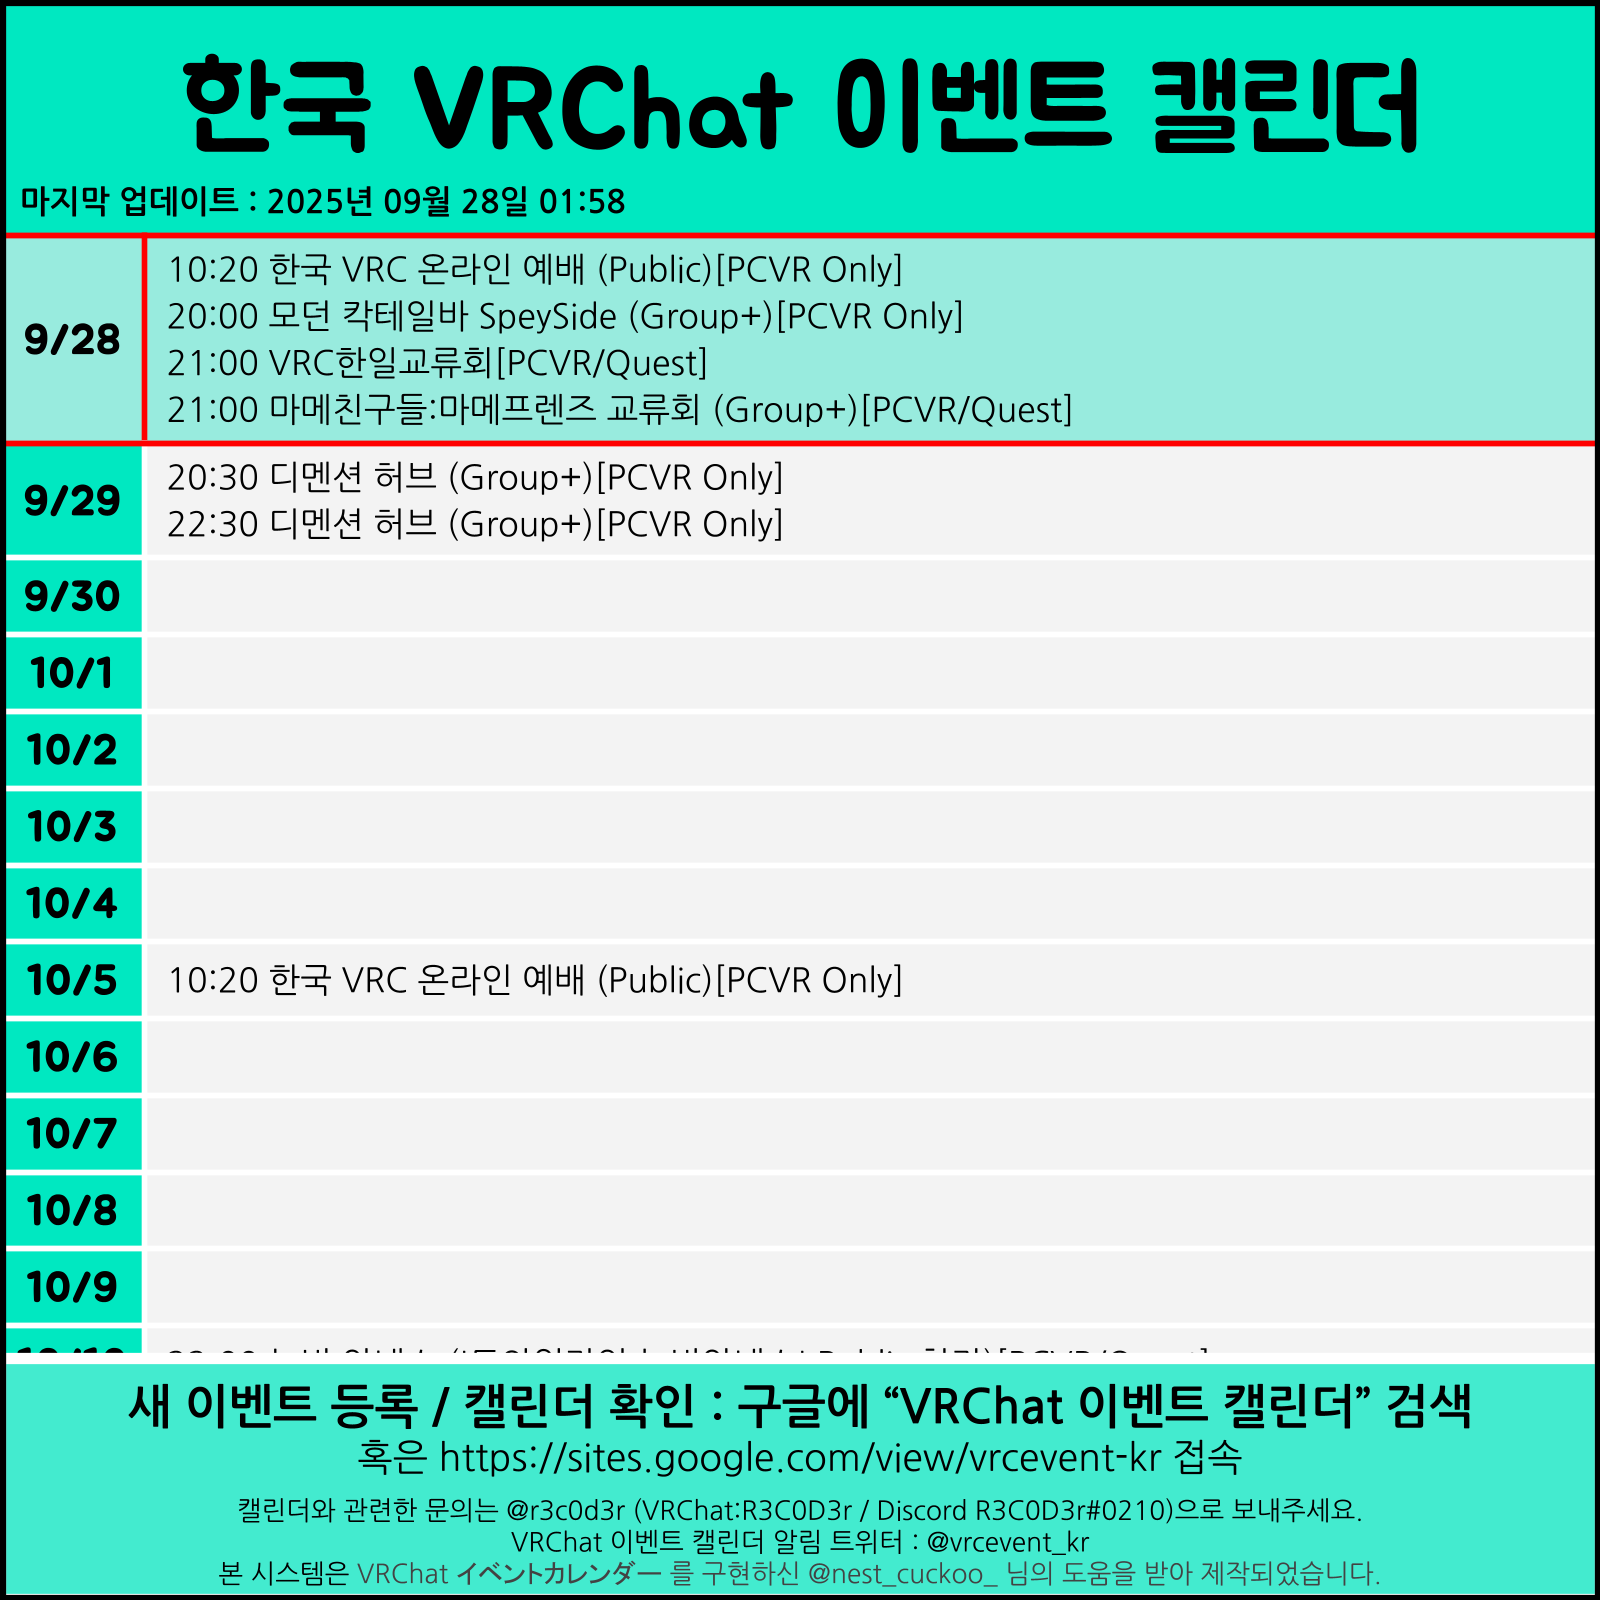 한국 VRChat 이벤트 캘린더
마지막 업데이트 : 2025년 09월 28일 01:58
9/28
10:20 한국 VRC 온라인 예배 (Public)[PCVR Only]
20:00 모던 칵테일바 SpeySide (Group+)[PCVR Only]
21:00 VRC한일교류회[PCVR/Quest]
21:00 마메친구들:마메프렌즈 교류회 (Group+)[PCVR/Quest]
9/29
20:30 디멘션 허브 (Group+)[PCVR Only]
22:30 디멘션 허브 (Group+)[PCVR Only]
9/30
10/1
10/2
10/3
10/4
10/5
10:20 한국 VRC 온라인 예배 (Public)[PCVR Only]
10/6
10/7
10/8
10/9
새 이벤트 등록 / 캘린더 확인 : 구글에 “VRChat 이벤트 캘린더” 검색
혹은 https://sites.google.com/view/vrcevent-kr 접속
캘린더와 관련한 문의는 @r3c0d3r (VRChat:R3C0D3r / Discord R3C0D3r#0210)으로 보내주세요.
VRChat 이벤트 캘린더 알림 트위터 : @vrcevent_kr
본 시스템은 VRChat イベントカレンダー 를 구현하신 @nest_cuckoo_ 님의 도움을 받아 제작되었습니다.